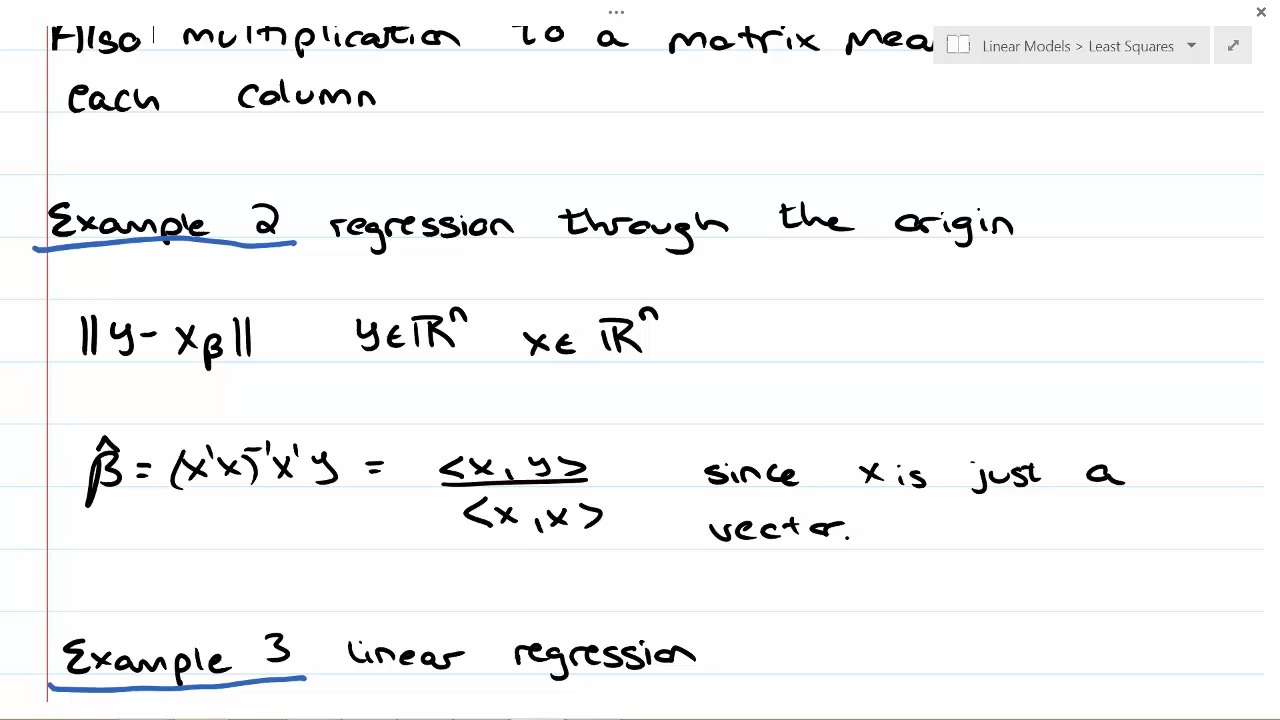 Also multiplication to a matrix
Linear Models > Least Squares
each column
Example 2 regression through the origin
||y - xβ|| y ∈ ℝⁿ x ∈ ℝⁿ
β̂ = (x'x)⁻¹x'y = <x, y> / <x, x> since x is just a
vector.
Example 3 linear regression